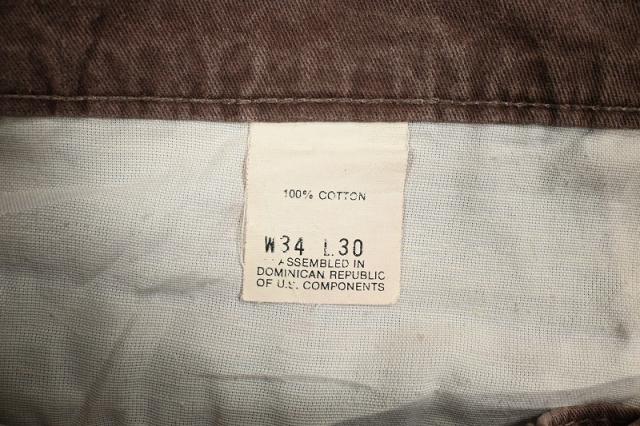 100% COTTON
W34 L30
ASSEMBLED IN
DOMINICAN REPUBLIC
OF U.S. COMPONENTS